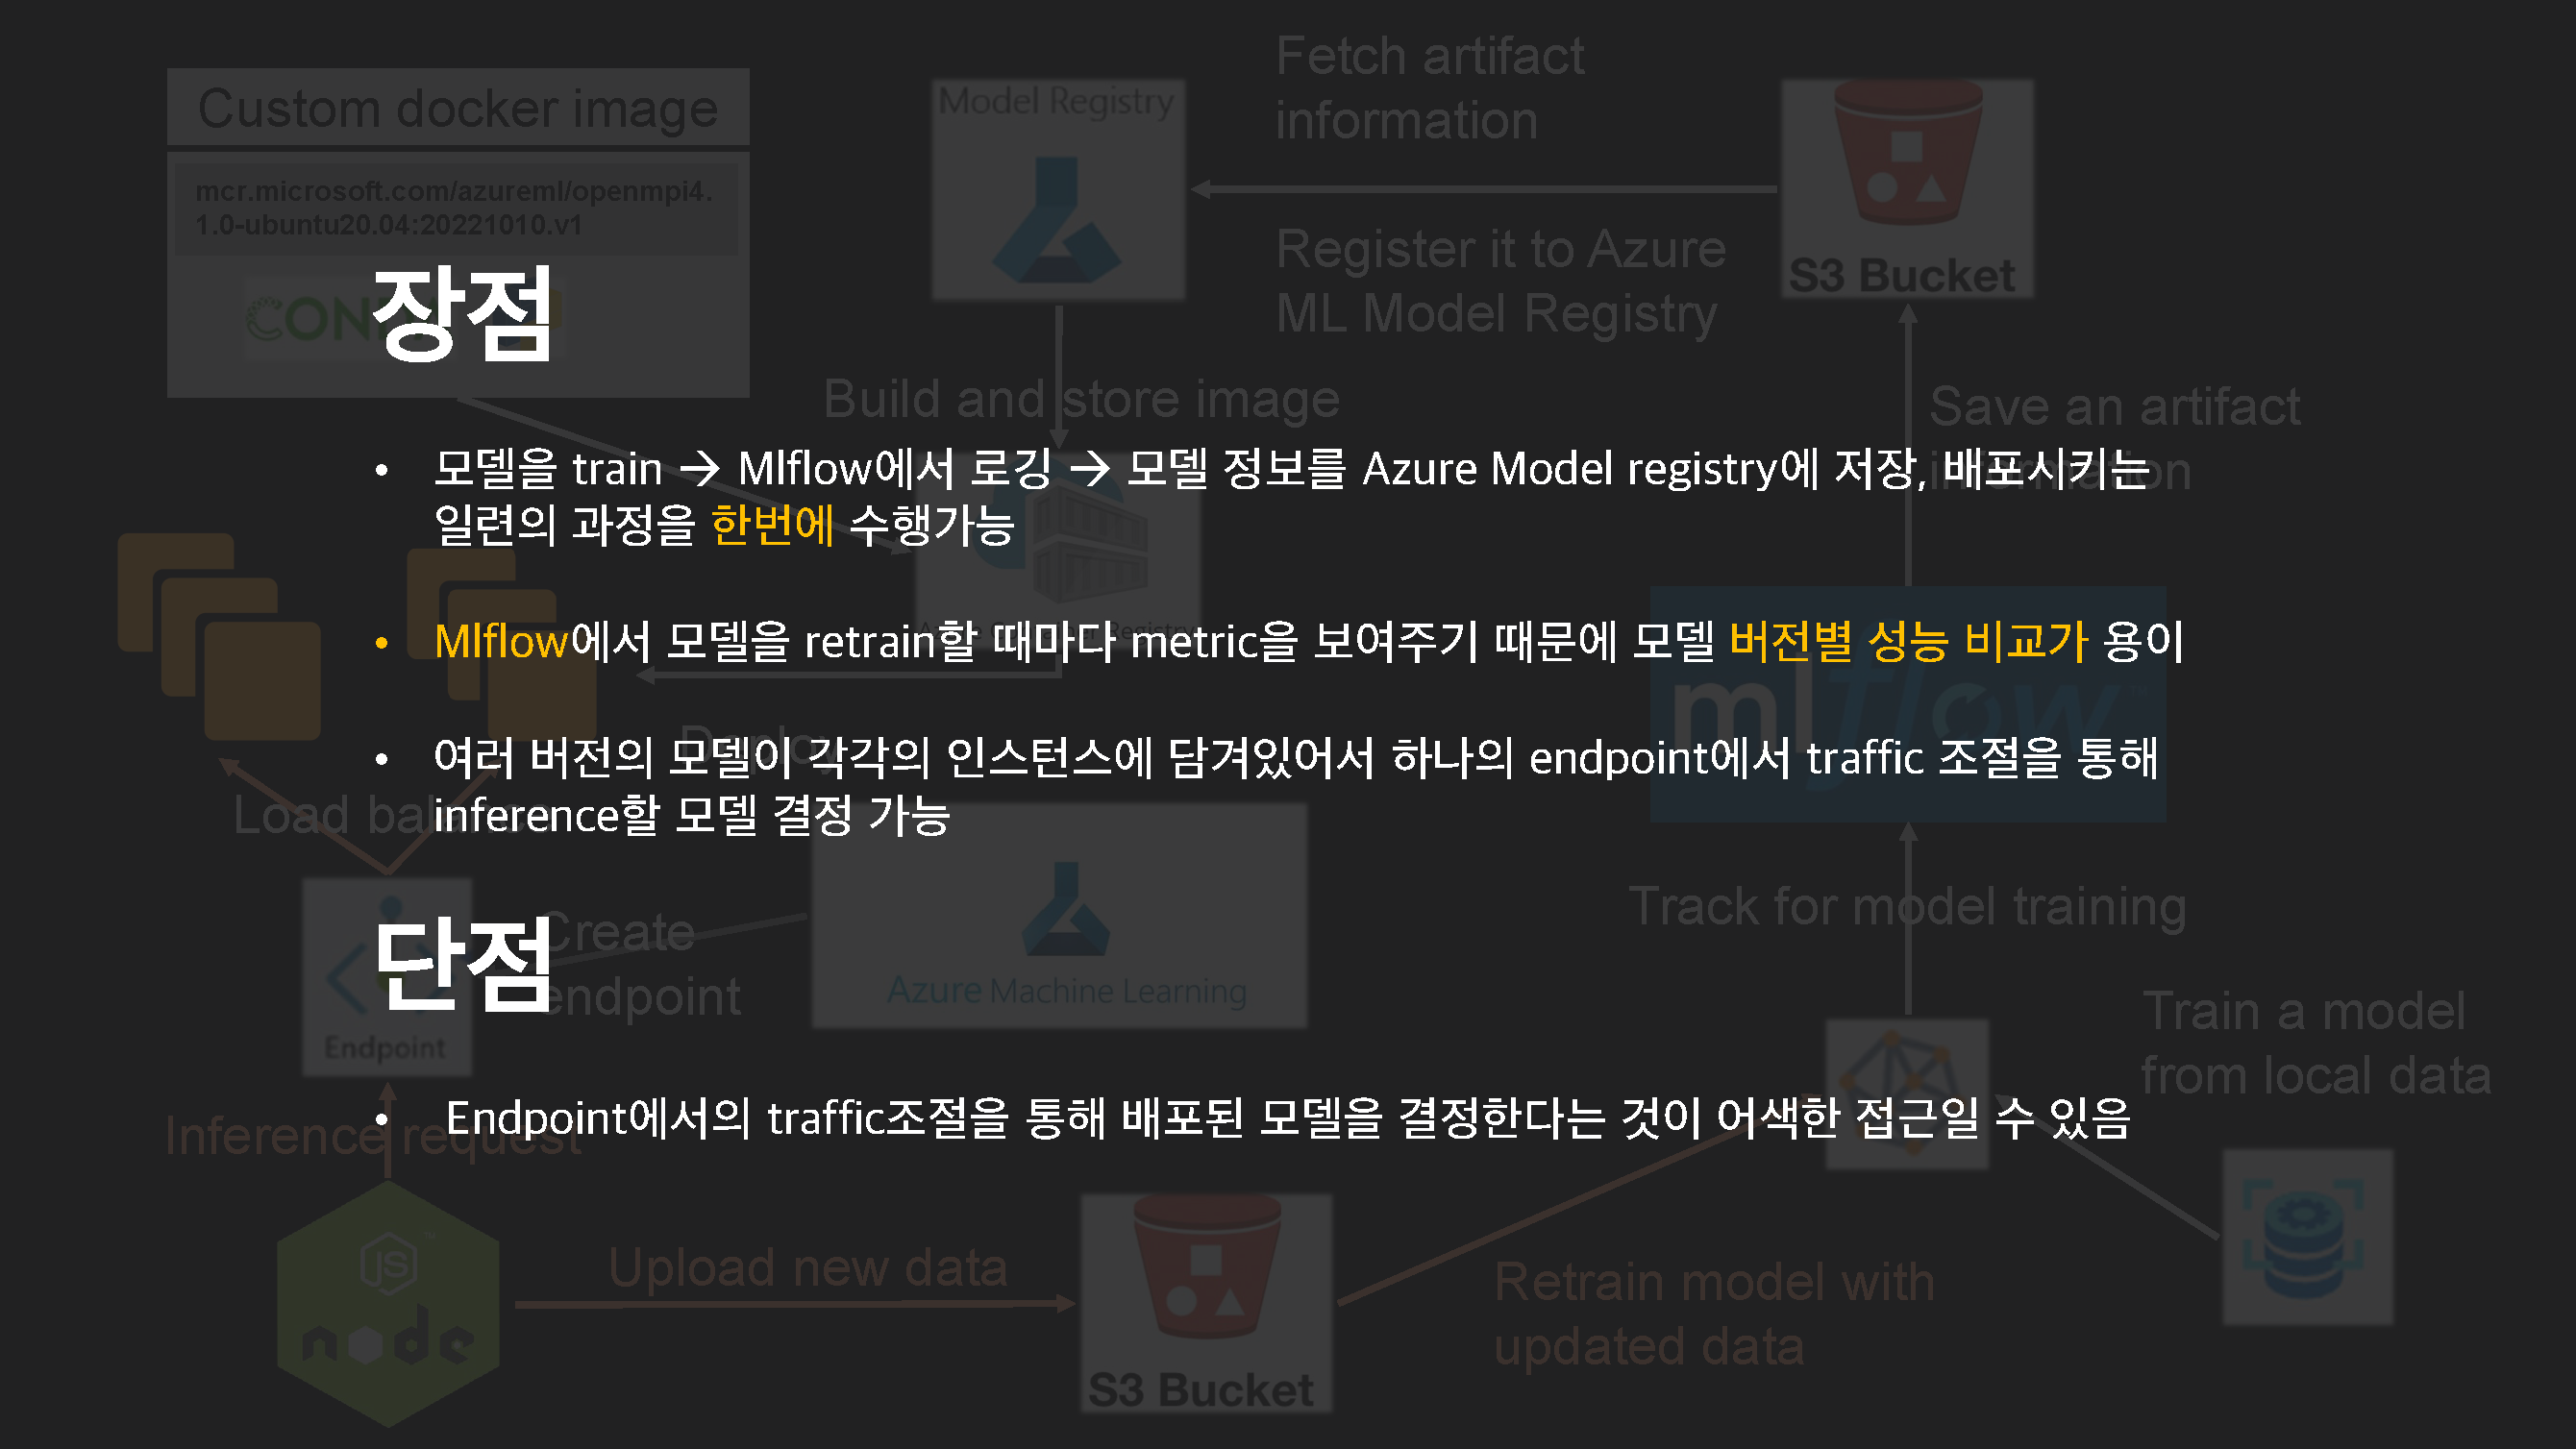 Custom docker image
mcr.microsoft.com/azureml/openmpi4.
1.0-ubuntu20.04:20221010.v1
Model Registry
Fetch artifact
information
Register it to Azure
ML Model Registry
S3 Bucket
장점
Build and store image
Save an artifact
information
• 모델을 train → Mlflow에서 로깅 → 모델 정보를 Azure Model registry에 저장, 배포시키는
일련의 과정을 한번에 수행가능
Azure Container Registry
• Mlflow에서 모델을 retrain할 때마다 metric을 보여주기 때문에 모델 버전별 성능 비교가 용이
mlflow
Deploy
• 여러 버전의 모델이 각각의 인스턴스에 담겨있어서 하나의 endpoint에서 traffic 조절을 통해
inference할 모델 결정 가능
Load balance
Track for model training
단점
Create
endpoint
Endpoint
Azure Machine Learning
Train a model
from local data
• Endpoint에서의 traffic조절을 통해 배포된 모델을 결정한다는 것이 어색한 접근일 수 있음
Inference request
JS
node
Upload new data
S3 Bucket
Retrain model with
updated data